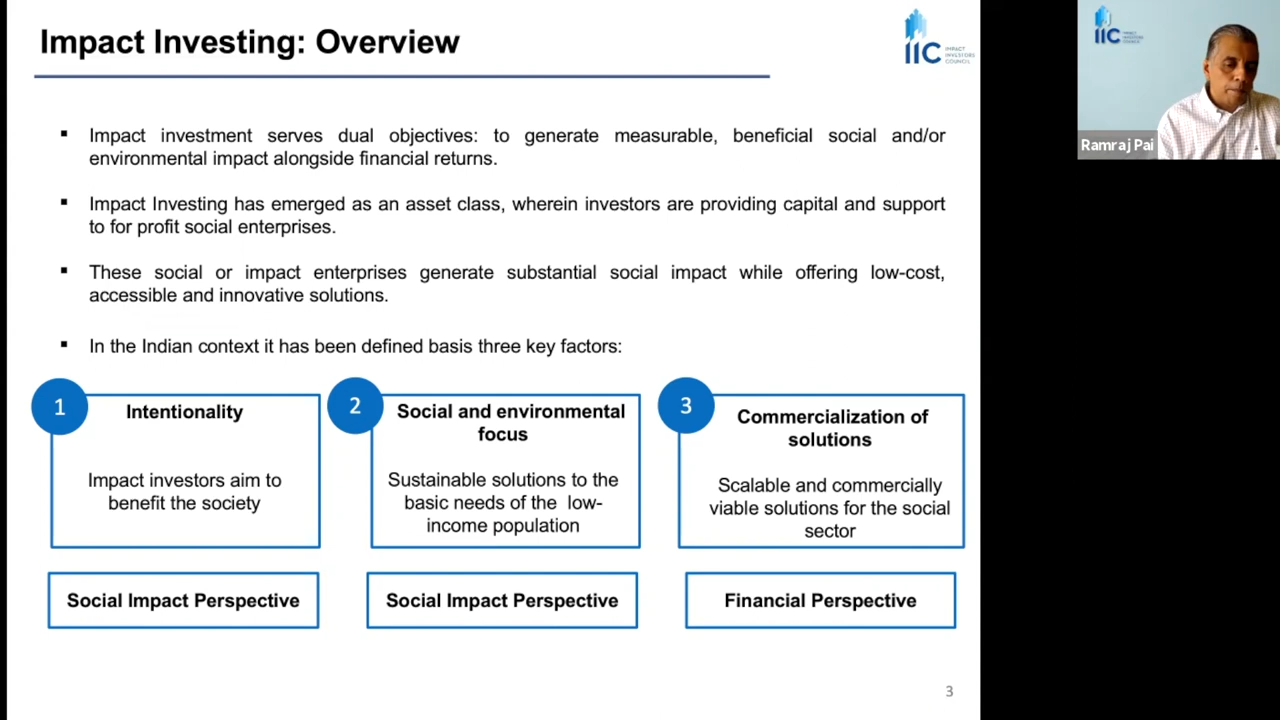 Impact Investing: Overview
IIC
IMPACT
INVESTORS
COUNCIL
IIC
Ramraj Pai
▪ Impact investment serves dual objectives: to generate measurable, beneficial social and/or
environmental impact alongside financial returns.
▪ Impact Investing has emerged as an asset class, wherein investors are providing capital and support
to for profit social enterprises.
▪ These social or impact enterprises generate substantial social impact while offering low-cost,
accessible and innovative solutions.
▪ In the Indian context it has been defined basis three key factors:
1
Intentionality
Impact investors aim to
benefit the society
Social Impact Perspective
2
Social and environmental
focus
Sustainable solutions to the
basic needs of the low-
income population
Social Impact Perspective
3
Commercialization of
solutions
Scalable and commercially
viable solutions for the social
sector
Financial Perspective
3